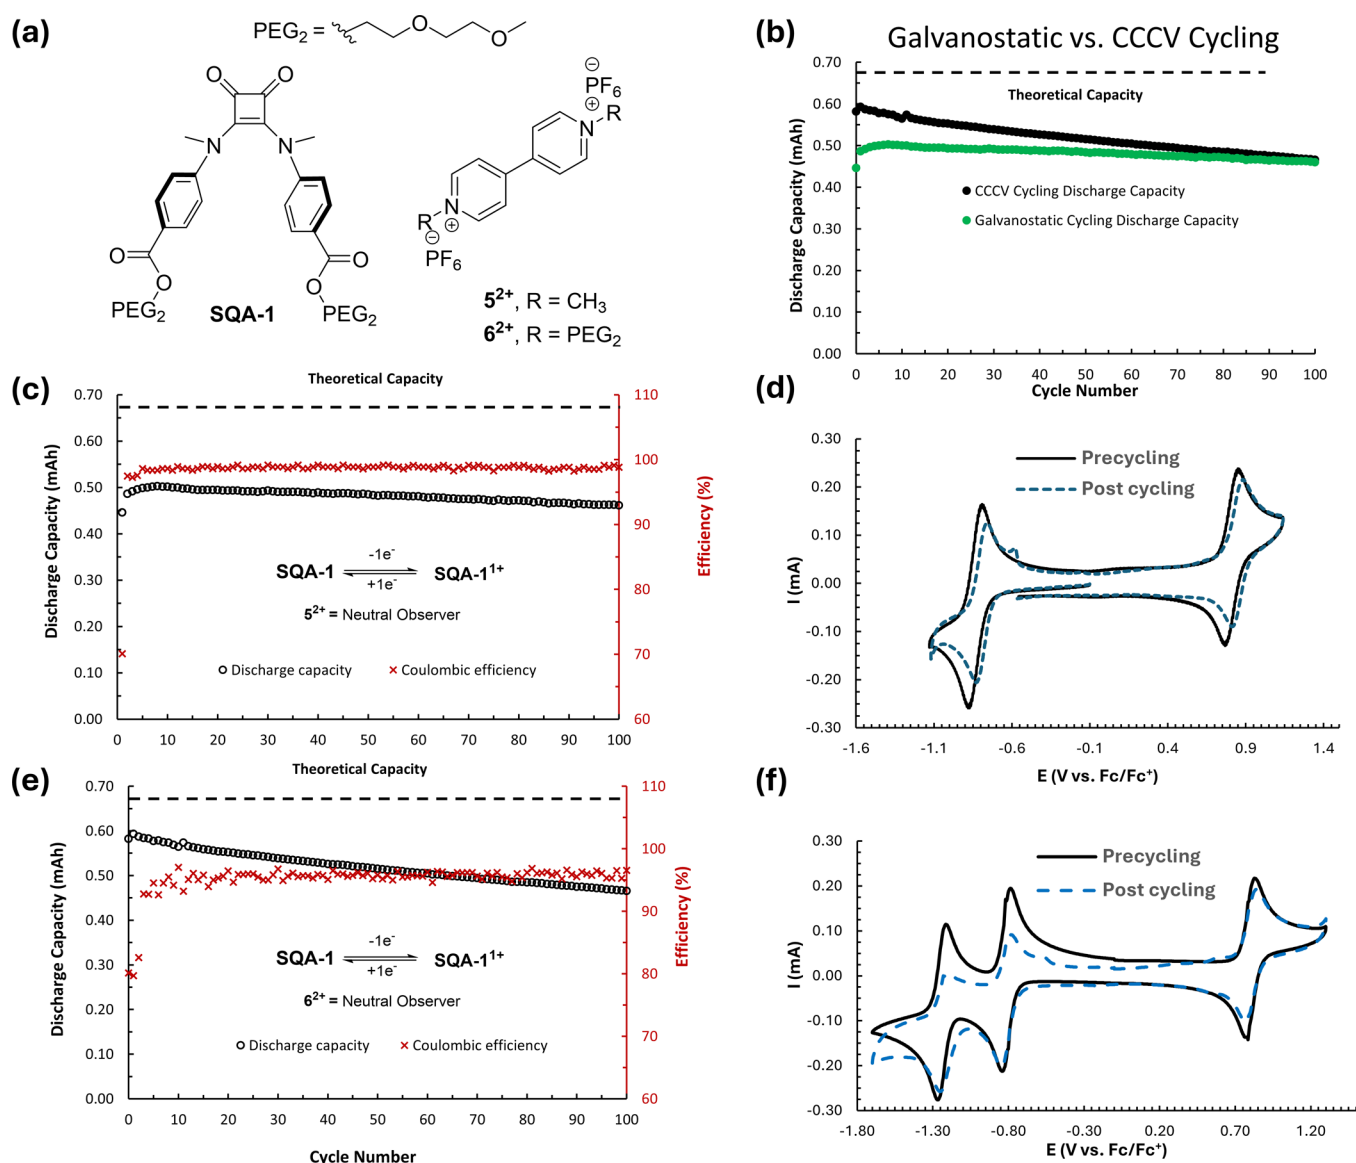 (a)
PEG2 =
O
O
O O
N N
O O
O O
PEG2 PEG2
SQA-1
⊖
PF6
⊕ R
N
N
R ⊕
⊖
PF6
5²⁺, R = CH3
6²⁺, R = PEG2
(b)
Galvanostatic vs. CCCV Cycling
Discharge Capacity (mAh)
0.70
0.60
0.50
0.40
0.30
0.20
0.10
0.00
Theoretical Capacity
CCCV Cycling Discharge Capacity
Galvanostatic Cycling Discharge Capacity
0 10 20 30 40 50 60 70 80 90 100
Cycle Number
(c)
Theoretical Capacity
Discharge Capacity (mAh)
0.70
0.60
0.50
0.40
0.30
0.20
0.10
0.00
-1e⁻
SQA-1 SQA-1¹⁺
+1e⁻
5²⁺ = Neutral Observer
Discharge capacity Coulombic efficiency
110
100
90
80
70
60
Efficiency (%)
0 10 20 30 40 50 60 70 80 90 100
(d)
I (mA)
0.30
0.20
0.10
0.00
-0.10
-0.20
-0.30
Precycling
Post cycling
-1.6 -1.1 -0.6 -0.1 0.4 0.9 1.4
E (V vs. Fc/Fc⁺)
(e)
Theoretical Capacity
Discharge Capacity (mAh)
0.70
0.60
0.50
0.40
0.30
0.20
0.10
0.00
-1e⁻
SQA-1 SQA-1¹⁺
+1e⁻
6²⁺ = Neutral Observer
Discharge capacity Coulombic efficiency
110
100
90
80
70
60
Efficiency (%)
0 10 20 30 40 50 60 70 80 90 100
Cycle Number
(f)
I (mA)
0.30
0.20
0.10
0.00
-0.10
-0.20
-0.30
Precycling
Post cycling
-1.80 -1.30 -0.80 -0.30 0.20 0.70 1.20
E (V vs. Fc/Fc⁺)